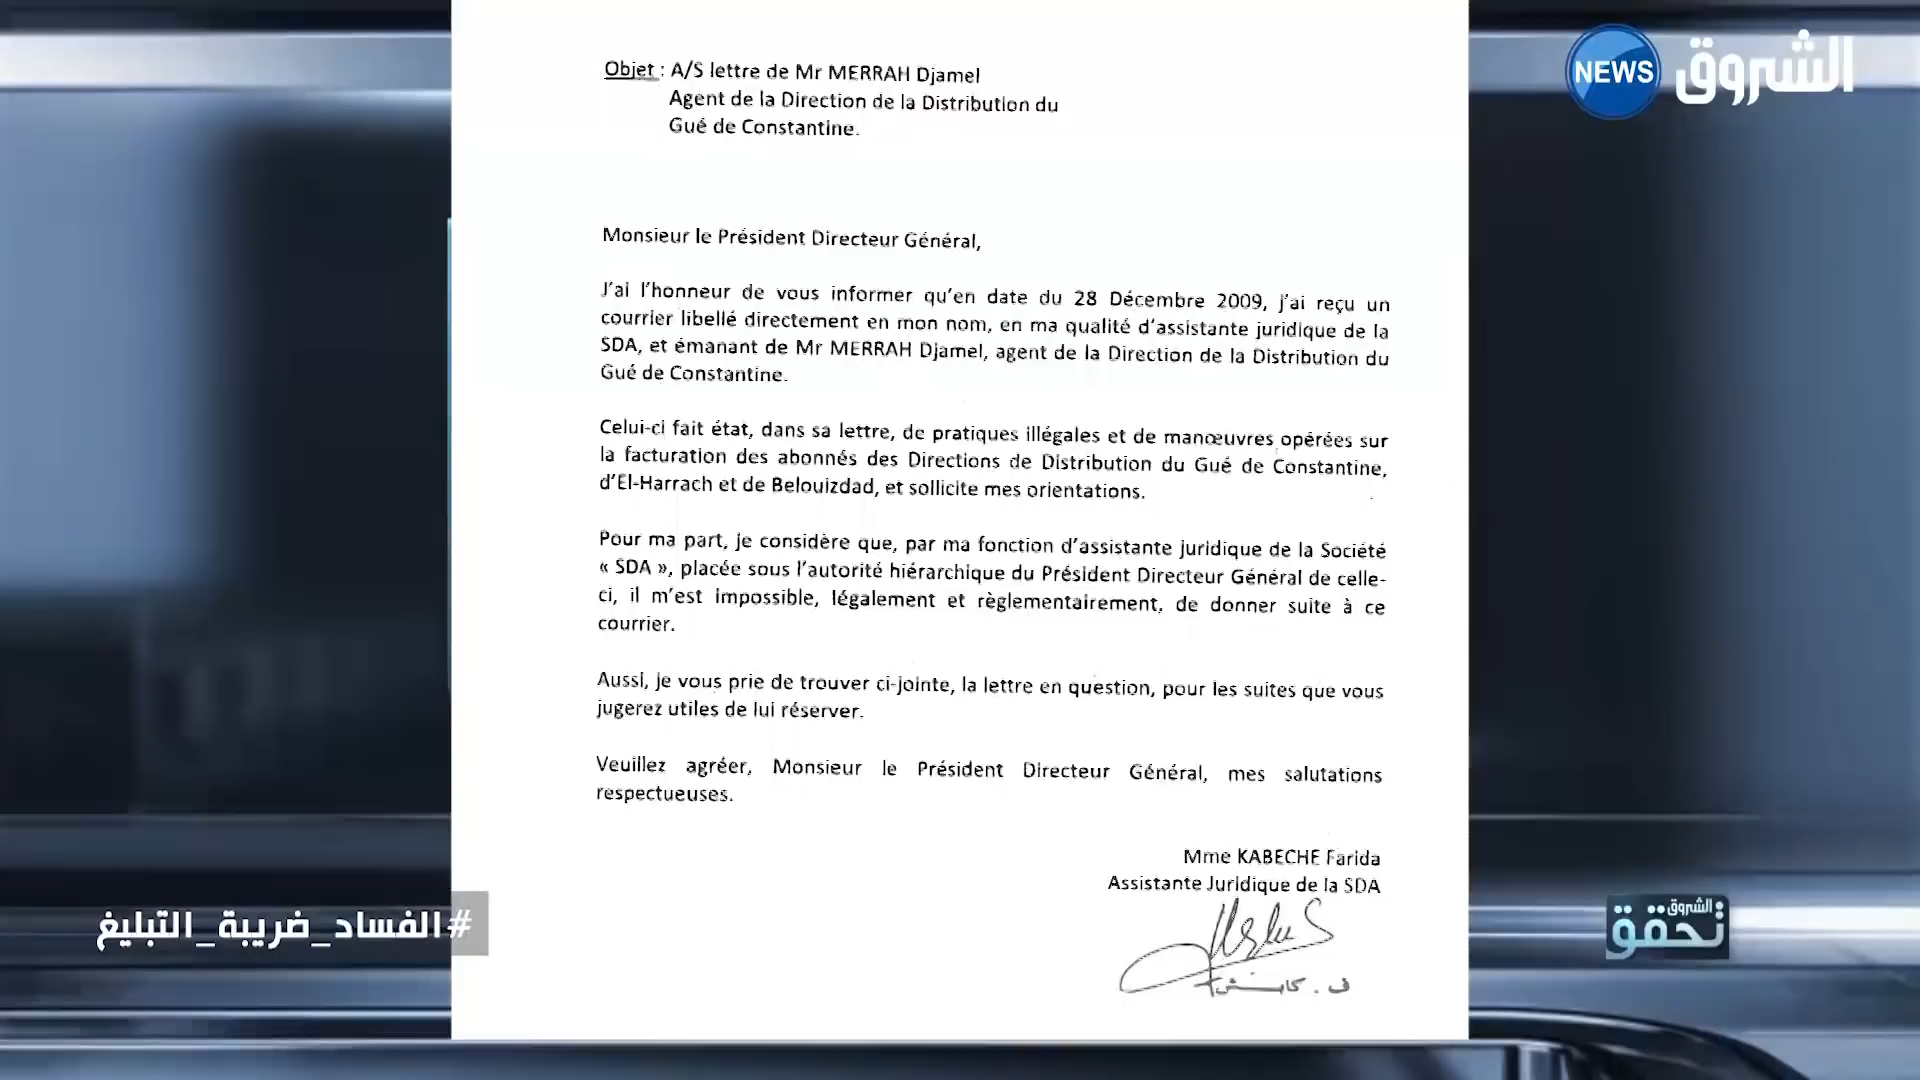 NEWS الشروق
Objet : A/S lettre de Mr MERRAH Djamel
Agent de la Direction de la Distribution du
Gué de Constantine.
Monsieur le Président Directeur Général,
J'ai l'honneur de vous informer qu'en date du 28 Décembre 2009, j'ai reçu un
courrier libellé directement en mon nom, en ma qualité d'assistante juridique de la
SDA, et émanant de Mr MERRAH Djamel, agent de la Direction de la Distribution du
Gué de Constantine.
Celui-ci fait état, dans sa lettre, de pratiques illégales et de manœuvres opérées sur
la facturation des abonnés des Directions de Distribution du Gué de Constantine,
d'El-Harrach et de Belouizdad, et sollicite mes orientations.
Pour ma part, je considère que, par ma fonction d'assistante juridique de la Société
« SDA », placée sous l'autorité hiérarchique du Président Directeur Général de celle-
ci, il m'est impossible, légalement et règlementairement, de donner suite à ce
courrier.
Aussi, je vous prie de trouver ci-jointe, la lettre en question, pour les suites que vous
jugerez utiles de lui réserver.
Veuillez agréer, Monsieur le Président Directeur Général, mes salutations
respectueuses.
Mme KABECHE Farida
Assistante Juridique de la SDA
#الفساد_ضريبة_التبليغ
الشروق
تحقق